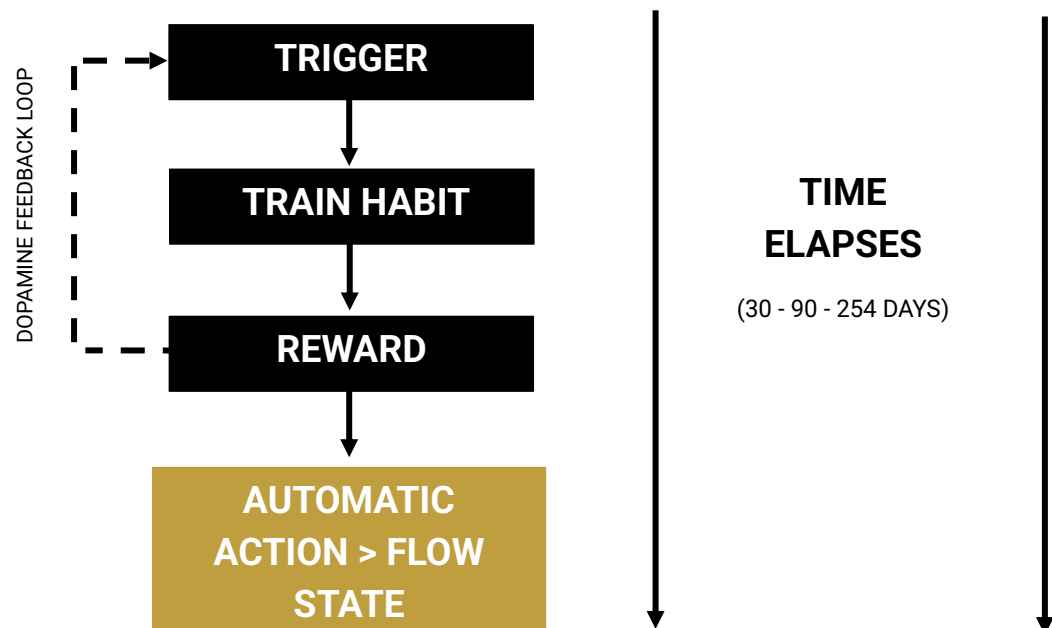 TRIGGER
DOPAMINE FEEDBACK LOOP
TRAIN HABIT
REWARD
AUTOMATIC
ACTION > FLOW
STATE
TIME
ELAPSES
(30 - 90 - 254 DAYS)